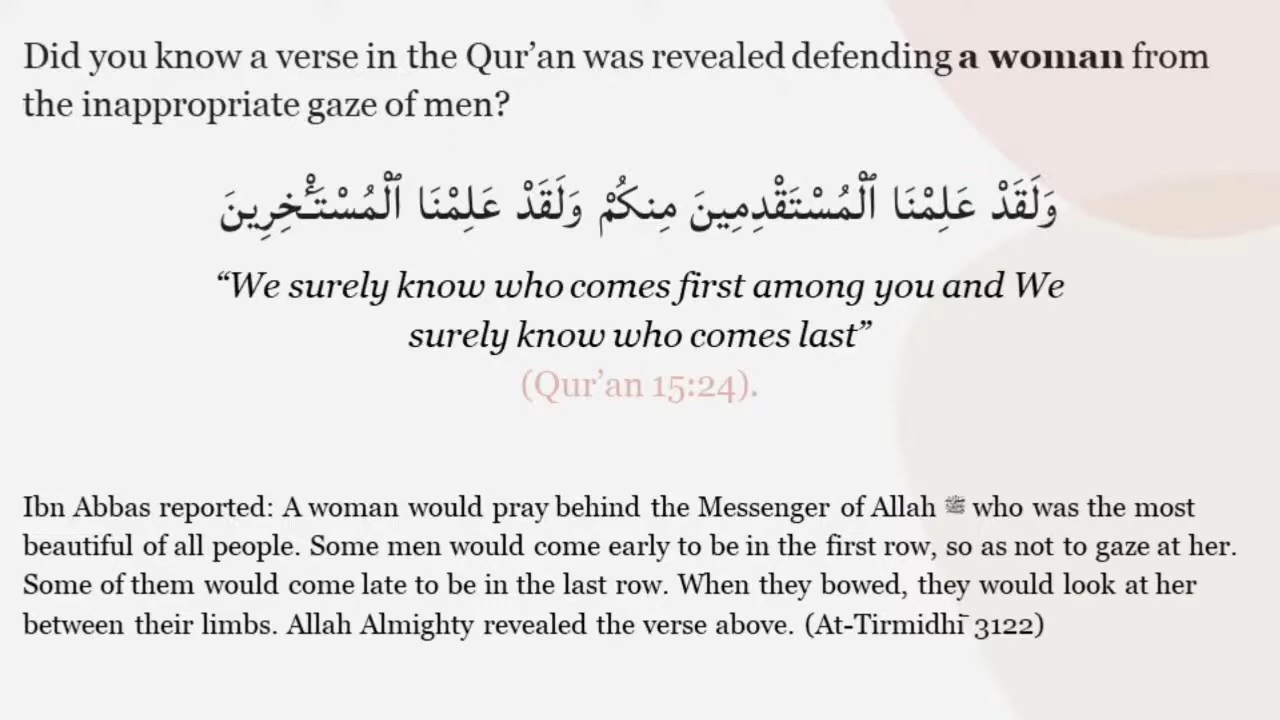 Did you know a verse in the Qur’an was revealed defending a woman from
the inappropriate gaze of men?
وَلَقَدْ عَلِمْنَا ٱلْمُسْتَقْدِمِينَ مِنكُمْ وَلَقَدْ عَلِمْنَا ٱلْمُسْتَـْٔخِرِينَ
“We surely know who comes first among you and We
surely know who comes last”
(Qur’an 15:24).
Ibn Abbas reported: A woman would pray behind the Messenger of Allah ﷺ who was the most
beautiful of all people. Some men would come early to be in the first row, so as not to gaze at her.
Some of them would come late to be in the last row. When they bowed, they would look at her
between their limbs. Allah Almighty revealed the verse above. (At-Tirmidhī 3122)